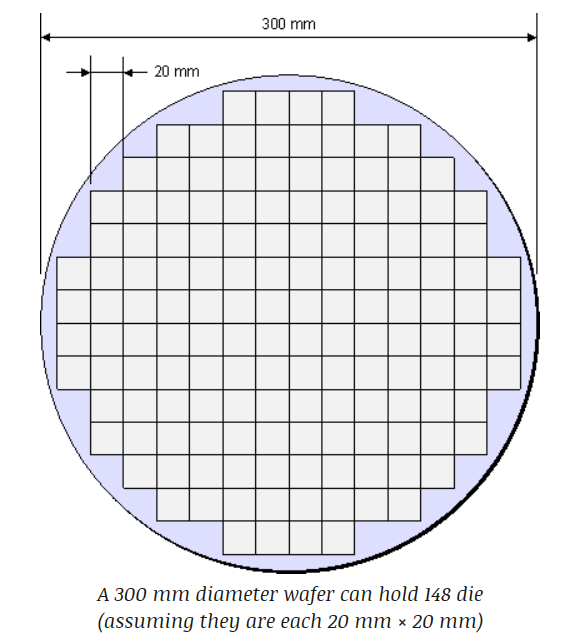 300 mm
20 mm
A 300 mm diameter wafer can hold 148 die
(assuming they are each 20 mm × 20 mm)